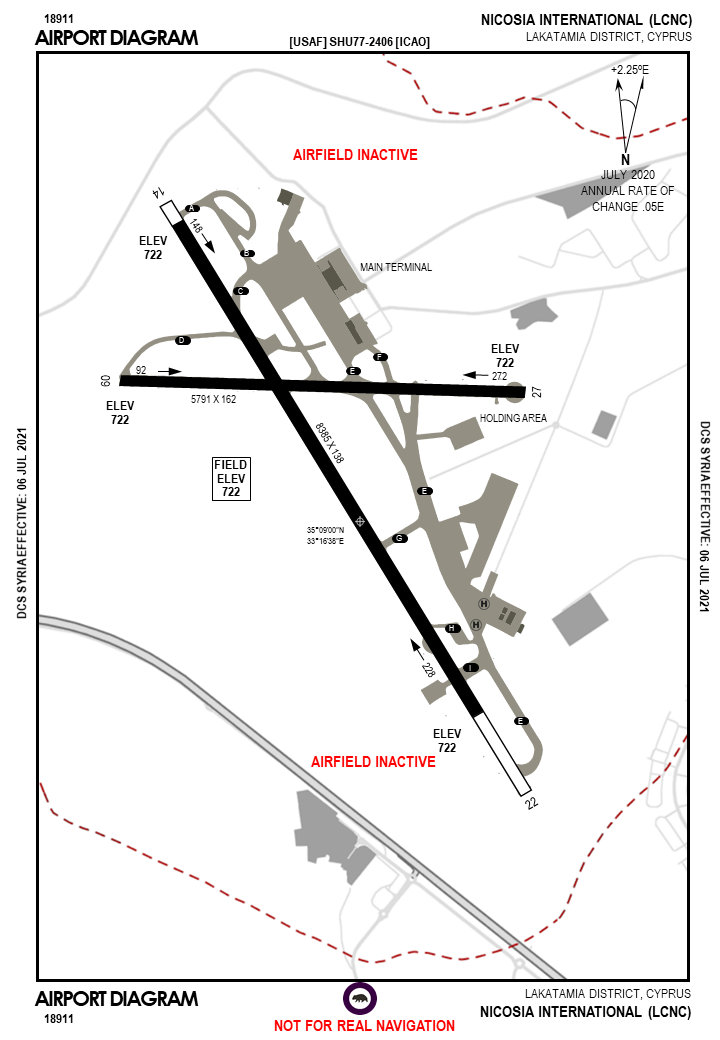 18911
AIRPORT DIAGRAM
[USAF] SHU77-2406 [ICAO]
NICOSIA INTERNATIONAL (LCNC)
LAKATAMIA DISTRICT, CYPRUS
+2.25ºE
N
JULY 2020
ANNUAL RATE OF
CHANGE .05E
AIRFIELD INACTIVE
14
A
148
ELEV
722
B
MAIN TERMINAL
C
D
F
ELEV
722
E
92
272
09
27
5791 X 162
ELEV
722
HOLDING AREA
8385 X 138
FIELD
ELEV
722
E
35°09'00"N
33°16'38"E
G
H
H
H
I
228
E
ELEV
722
AIRFIELD INACTIVE
22
DCS SYRIA EFFECTIVE: 06 JUL 2021
DCS SYRIA EFFECTIVE: 06 JUL 2021
AIRPORT DIAGRAM
18911
NOT FOR REAL NAVIGATION
LAKATAMIA DISTRICT, CYPRUS
NICOSIA INTERNATIONAL (LCNC)